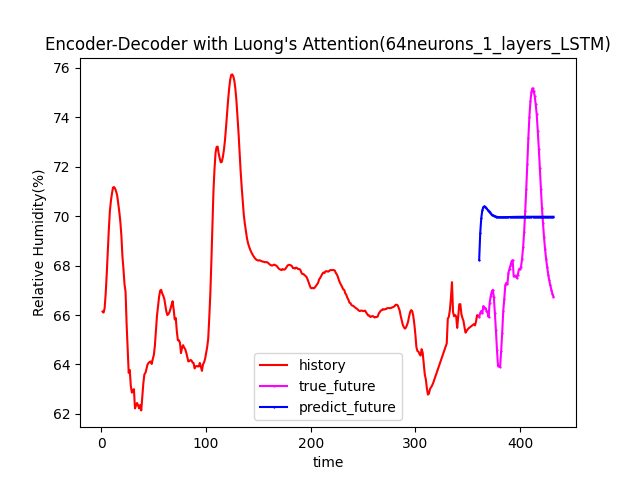 Encoder-Decoder with Luong's Attention(64neurons_1_layers_LSTM)
Relative Humidity(%)
76
74
72
70
68
66
64
62
history
true_future
predict_future
0
100
200
300
400
time